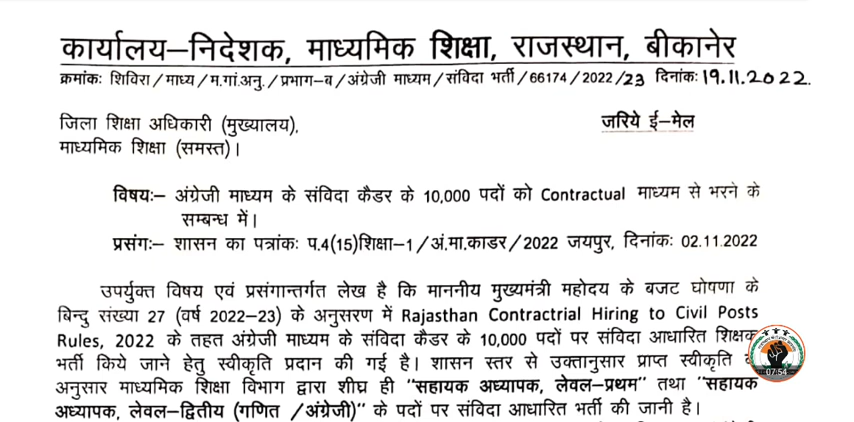 कार्यालय–निदेशक, माध्यमिक शिक्षा, राजस्थान, बीकानेर
क्रमांकः शिविरा/माध्य/म.गां.अनु./प्रभाग–ब/अंग्रेजी माध्यम/संविदा भर्ती/66174/2022/23 दिनांकः 19.11.2022.
जिला शिक्षा अधिकारी (मुख्यालय),
जरिये ई–मेल
माध्यमिक शिक्षा (समस्त)।
विषयः– अंग्रेजी माध्यम के संविदा कैडर के 10,000 पदों को Contractual माध्यम से भरने के
सम्बन्ध में।
प्रसंगः– शासन का पत्रांकः प.4(15)शिक्षा–1/अं.मा.काडर/2022 जयपुर, दिनांकः 02.11.2022
उपर्युक्त विषय एवं प्रसंगान्तर्गत लेख है कि माननीय मुख्यमंत्री महोदय के बजट घोषणा के
बिन्दु संख्या 27 (वर्ष 2022–23) के अनुसरण में Rajasthan Contractrial Hiring to Civil Posts
Rules, 2022 के तहत अंग्रेजी माध्यम के संविदा कैडर के 10,000 पदों पर संविदा आधारित शिक्षक
भर्ती किये जाने हेतु स्वीकृति प्रदान की गई है। शासन स्तर से उक्तानुसार प्राप्त स्वीकृति
अनुसार माध्यमिक शिक्षा विभाग द्वारा शीघ्र ही "सहायक अध्यापक, लेवल–प्रथम" तथा "सहायक
अध्यापक, लेवल–द्वितीय (गणित /अंग्रेजी)" के पदों पर संविदा आधारित भर्ती की जानी है।
07:54